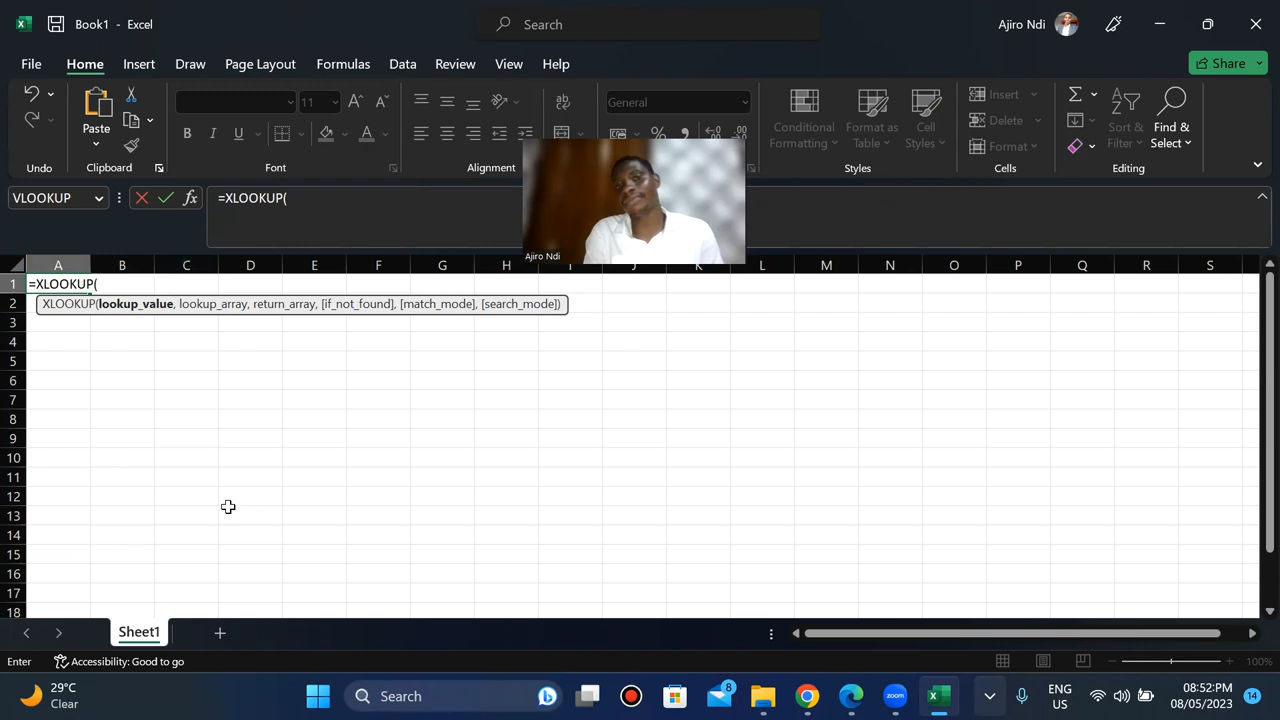 Book1 - Excel
Search
Ajiro Ndi
File Home Insert Draw Page Layout Formulas Data Review View Help
Share
Paste
11
General
Conditional Formatting
Format as Table
Cell Styles
Insert
Delete
Format
Sort & Filter
Find & Select
Undo
Clipboard
Font
Alignment
Styles
Cells
Editing
VLOOKUP
fx
=XLOOKUP(
Ajiro Ndi
A B C D E F G H I J K L M N O P Q R S
1 =XLOOKUP(
2 XLOOKUP(lookup_value, lookup_array, return_array, [if_not_found], [match_mode], [search_mode])
3
4
5
6
7
8
9
10
11
12
13
14
15
16
17
18
Sheet1
Enter
Accessibility: Good to go
100%
29°C
Clear
Search
8
zoom
ENG
US
08:52:PM
08/05/2023
14